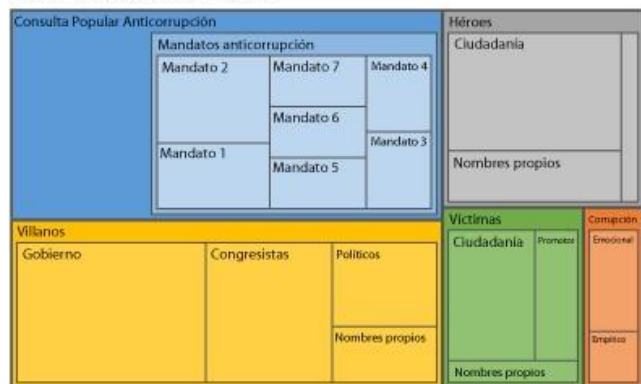 Consulta Popular Anticorrupción
Mandatos anticorrupción
Mandato 2
Mandato 7
Mandato 4
Mandato 6
Mandato 3
Mandato 1
Mandato 5
Héroes
Ciudadanía
Nombres propios
Villanos
Gobierno
Congresistas
Políticos
Nombres propios
Víctimas
Ciudadanía
Promotor
Nombres propios
Corrupción
Emocional
Empírico